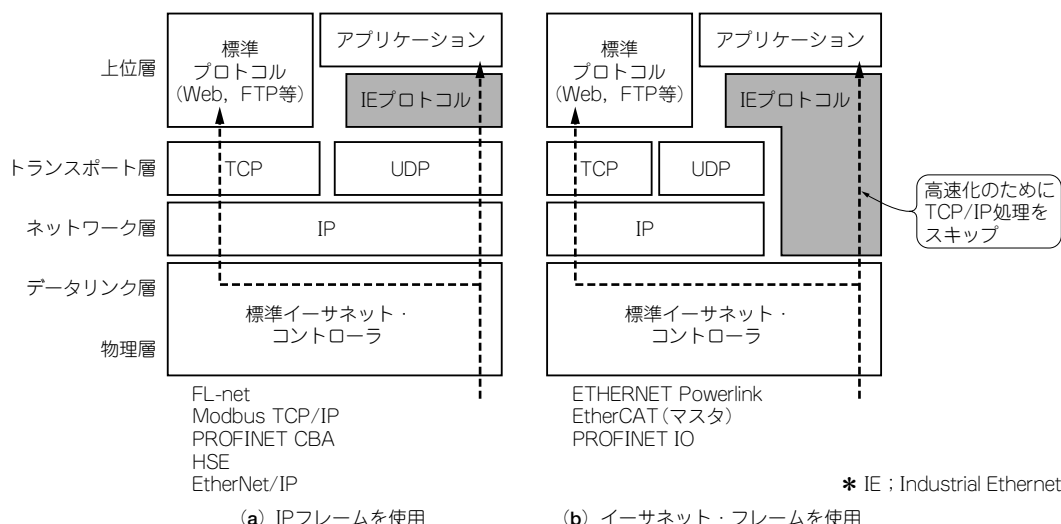 上位層
トランスポート層
ネットワーク層
データリンク層
物理層
標準
プロトコル
(Web，FTP等)
アプリケーション
IEプロトコル
TCP
UDP
IP
標準イーサネット・
コントローラ
FL-net
Modbus TCP/IP
PROFINET CBA
HSE
EtherNet/IP
(a) IPフレームを使用
標準
プロトコル
(Web，FTP等)
アプリケーション
IEプロトコル
TCP
UDP
IP
標準イーサネット・
コントローラ
高速化のために
TCP/IP処理を
スキップ
ETHERNET Powerlink
EtherCAT(マスタ)
PROFINET IO
(b) イーサネット・フレームを使用
* IE；Industrial Ethernet